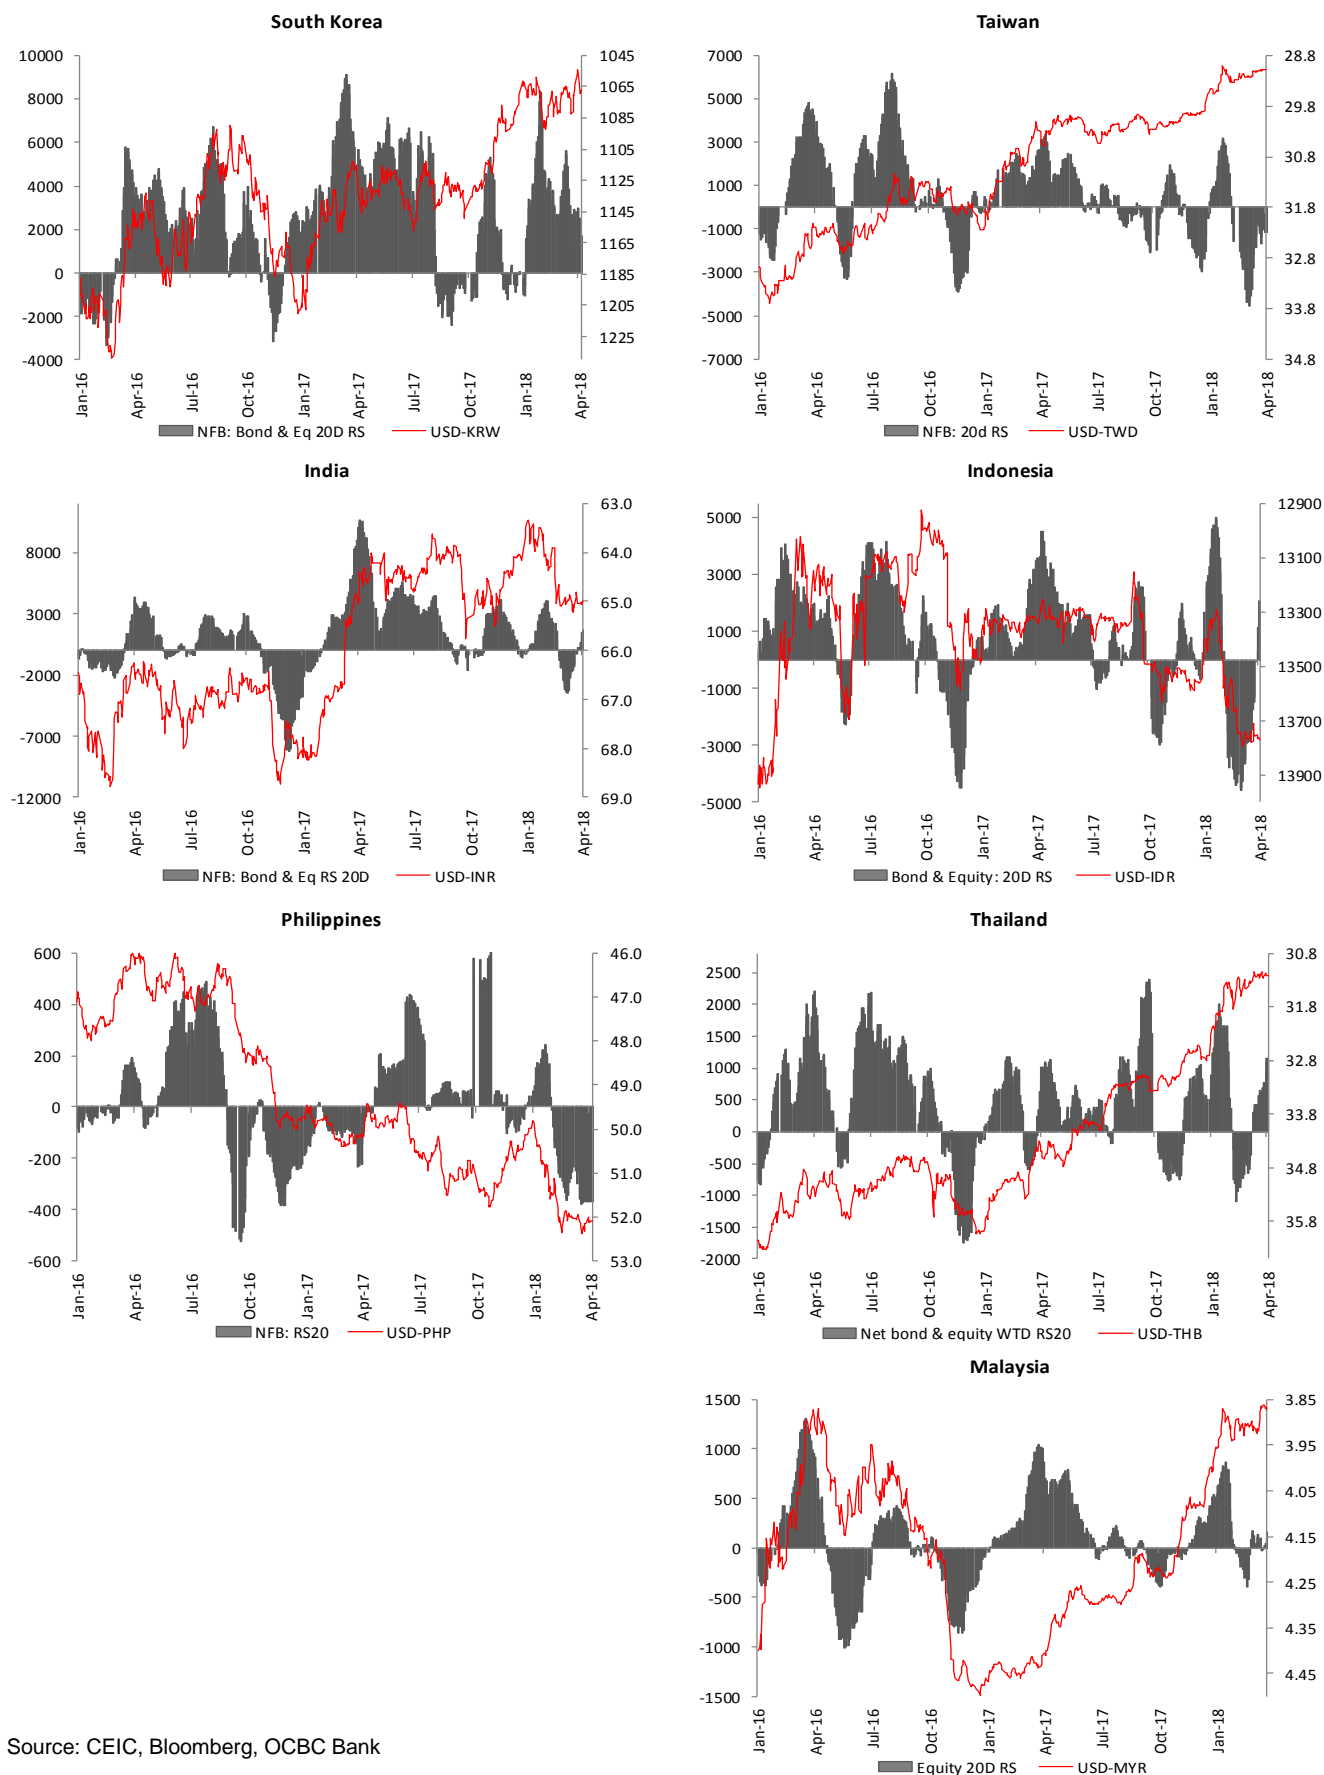 South Korea
10000
8000
6000
4000
2000
0
-2000
-4000
1045
1065
1085
1105
1125
1145
1165
1185
1205
1225
Jan-16
Apr-16
Jul-16
Oct-16
Jan-17
Apr-17
Jul-17
Oct-17
Jan-18
Apr-18
NFB: Bond & Eq 20D RS USD-KRW
Taiwan
7000
5000
3000
1000
-1000
-3000
-5000
-7000
28.8
29.8
30.8
31.8
32.8
33.8
34.8
Jan-16
Apr-16
Jul-16
Oct-16
Jan-17
Apr-17
Jul-17
Oct-17
Jan-18
Apr-18
NFB: 20d RS USD-TWD
India
8000
3000
-2000
-7000
-12000
63.0
64.0
65.0
66.0
67.0
68.0
69.0
Jan-16
Apr-16
Jul-16
Oct-16
Jan-17
Apr-17
Jul-17
Oct-17
Jan-18
Apr-18
NFB: Bond & Eq RS 20D USD-INR
Indonesia
5000
3000
1000
-1000
-3000
-5000
12900
13100
13300
13500
13700
13900
Jan-16
Apr-16
Jul-16
Oct-16
Jan-17
Apr-17
Jul-17
Oct-17
Jan-18
Apr-18
Bond & Equity: 20D RS USD-IDR
Philippines
600
400
200
0
-200
-400
-600
46.0
47.0
48.0
49.0
50.0
51.0
52.0
53.0
Jan-16
Apr-16
Jul-16
Oct-16
Jan-17
Apr-17
Jul-17
Oct-17
Jan-18
Apr-18
NFB: RS20 USD-PHP
Thailand
2500
2000
1500
1000
500
0
-500
-1000
-1500
-2000
30.8
31.8
32.8
33.8
34.8
35.8
Jan-16
Apr-16
Jul-16
Oct-16
Jan-17
Apr-17
Jul-17
Oct-17
Jan-18
Apr-18
Net bond & equity WTD RS20 USD-THB
Malaysia
1500
1000
500
0
-500
-1000
-1500
3.85
3.95
4.05
4.15
4.25
4.35
4.45
Jan-16
Apr-16
Jul-16
Oct-16
Jan-17
Apr-17
Jul-17
Oct-17
Jan-18
Equity 20D RS USD-MYR
Source: CEIC, Bloomberg, OCBC Bank